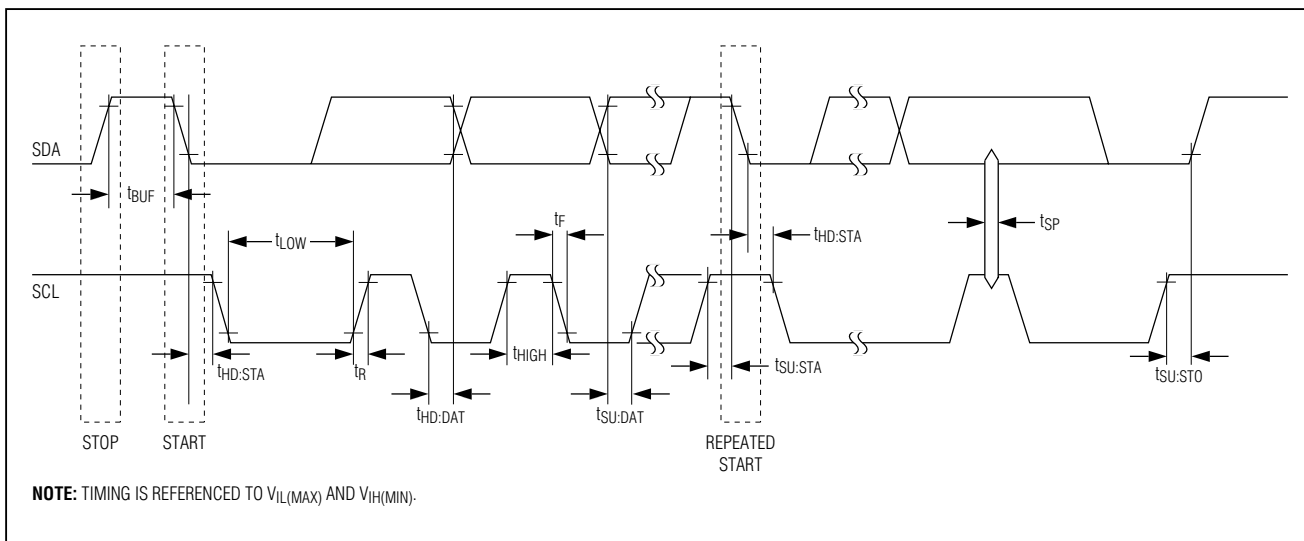 SDA
tBUF
tF
tSP
tLOW
tHD:STA
SCL
tHD:STA
tR
tHIGH
tSU:STA
tSU:STO
tHD:DAT
tSU:DAT
STOP
START
REPEATED
START
NOTE: TIMING IS REFERENCED TO VIL(MAX) AND VIH(MIN).